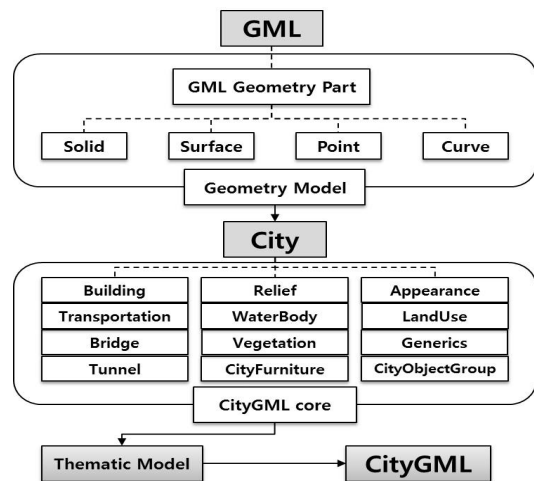 GML
GML Geometry Part
Solid Surface Point Curve
Geometry Model
City
Building Relief Appearance
Transportation WaterBody LandUse
Bridge Vegetation Generics
Tunnel CityFurniture CityObjectGroup
CityGML core
Thematic Model CityGML